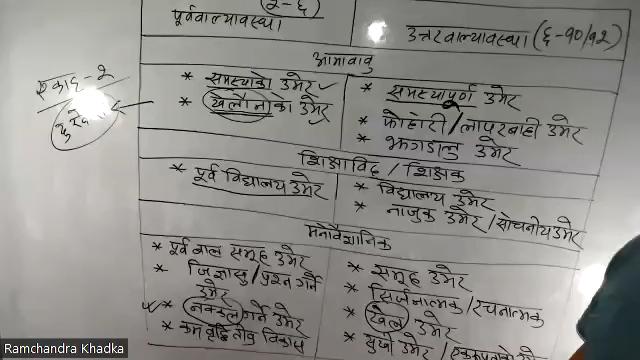 पूर्वबाल्यावस्था (२-६)
उत्तरबाल्यावस्था (६-१०/१२)
आमाबाबु
* समस्याको उमेर
* खेलौनाको उमेर
* समस्यापूर्ण उमेर
* फोहोरी/लापरबाही उमेर
* झगडालु उमेर
एकाइ-२
शिक्षाविद/शिक्षक
* पूर्व विद्यालय उमेर
* विद्यालय उमेर
* नाजुक उमेर/सोचनीय उमेर
मनोवैज्ञानिक
* पूर्व बाल समूह उमेर
* जिज्ञासु/प्रश्न गर्ने
उमेर
* नक्कल गर्ने उमेर
* समूह उमेर
* सिर्जनात्मक/रचनात्मक
* खेल उमेर
* सुखी उमेर
Ramchandra Khadka